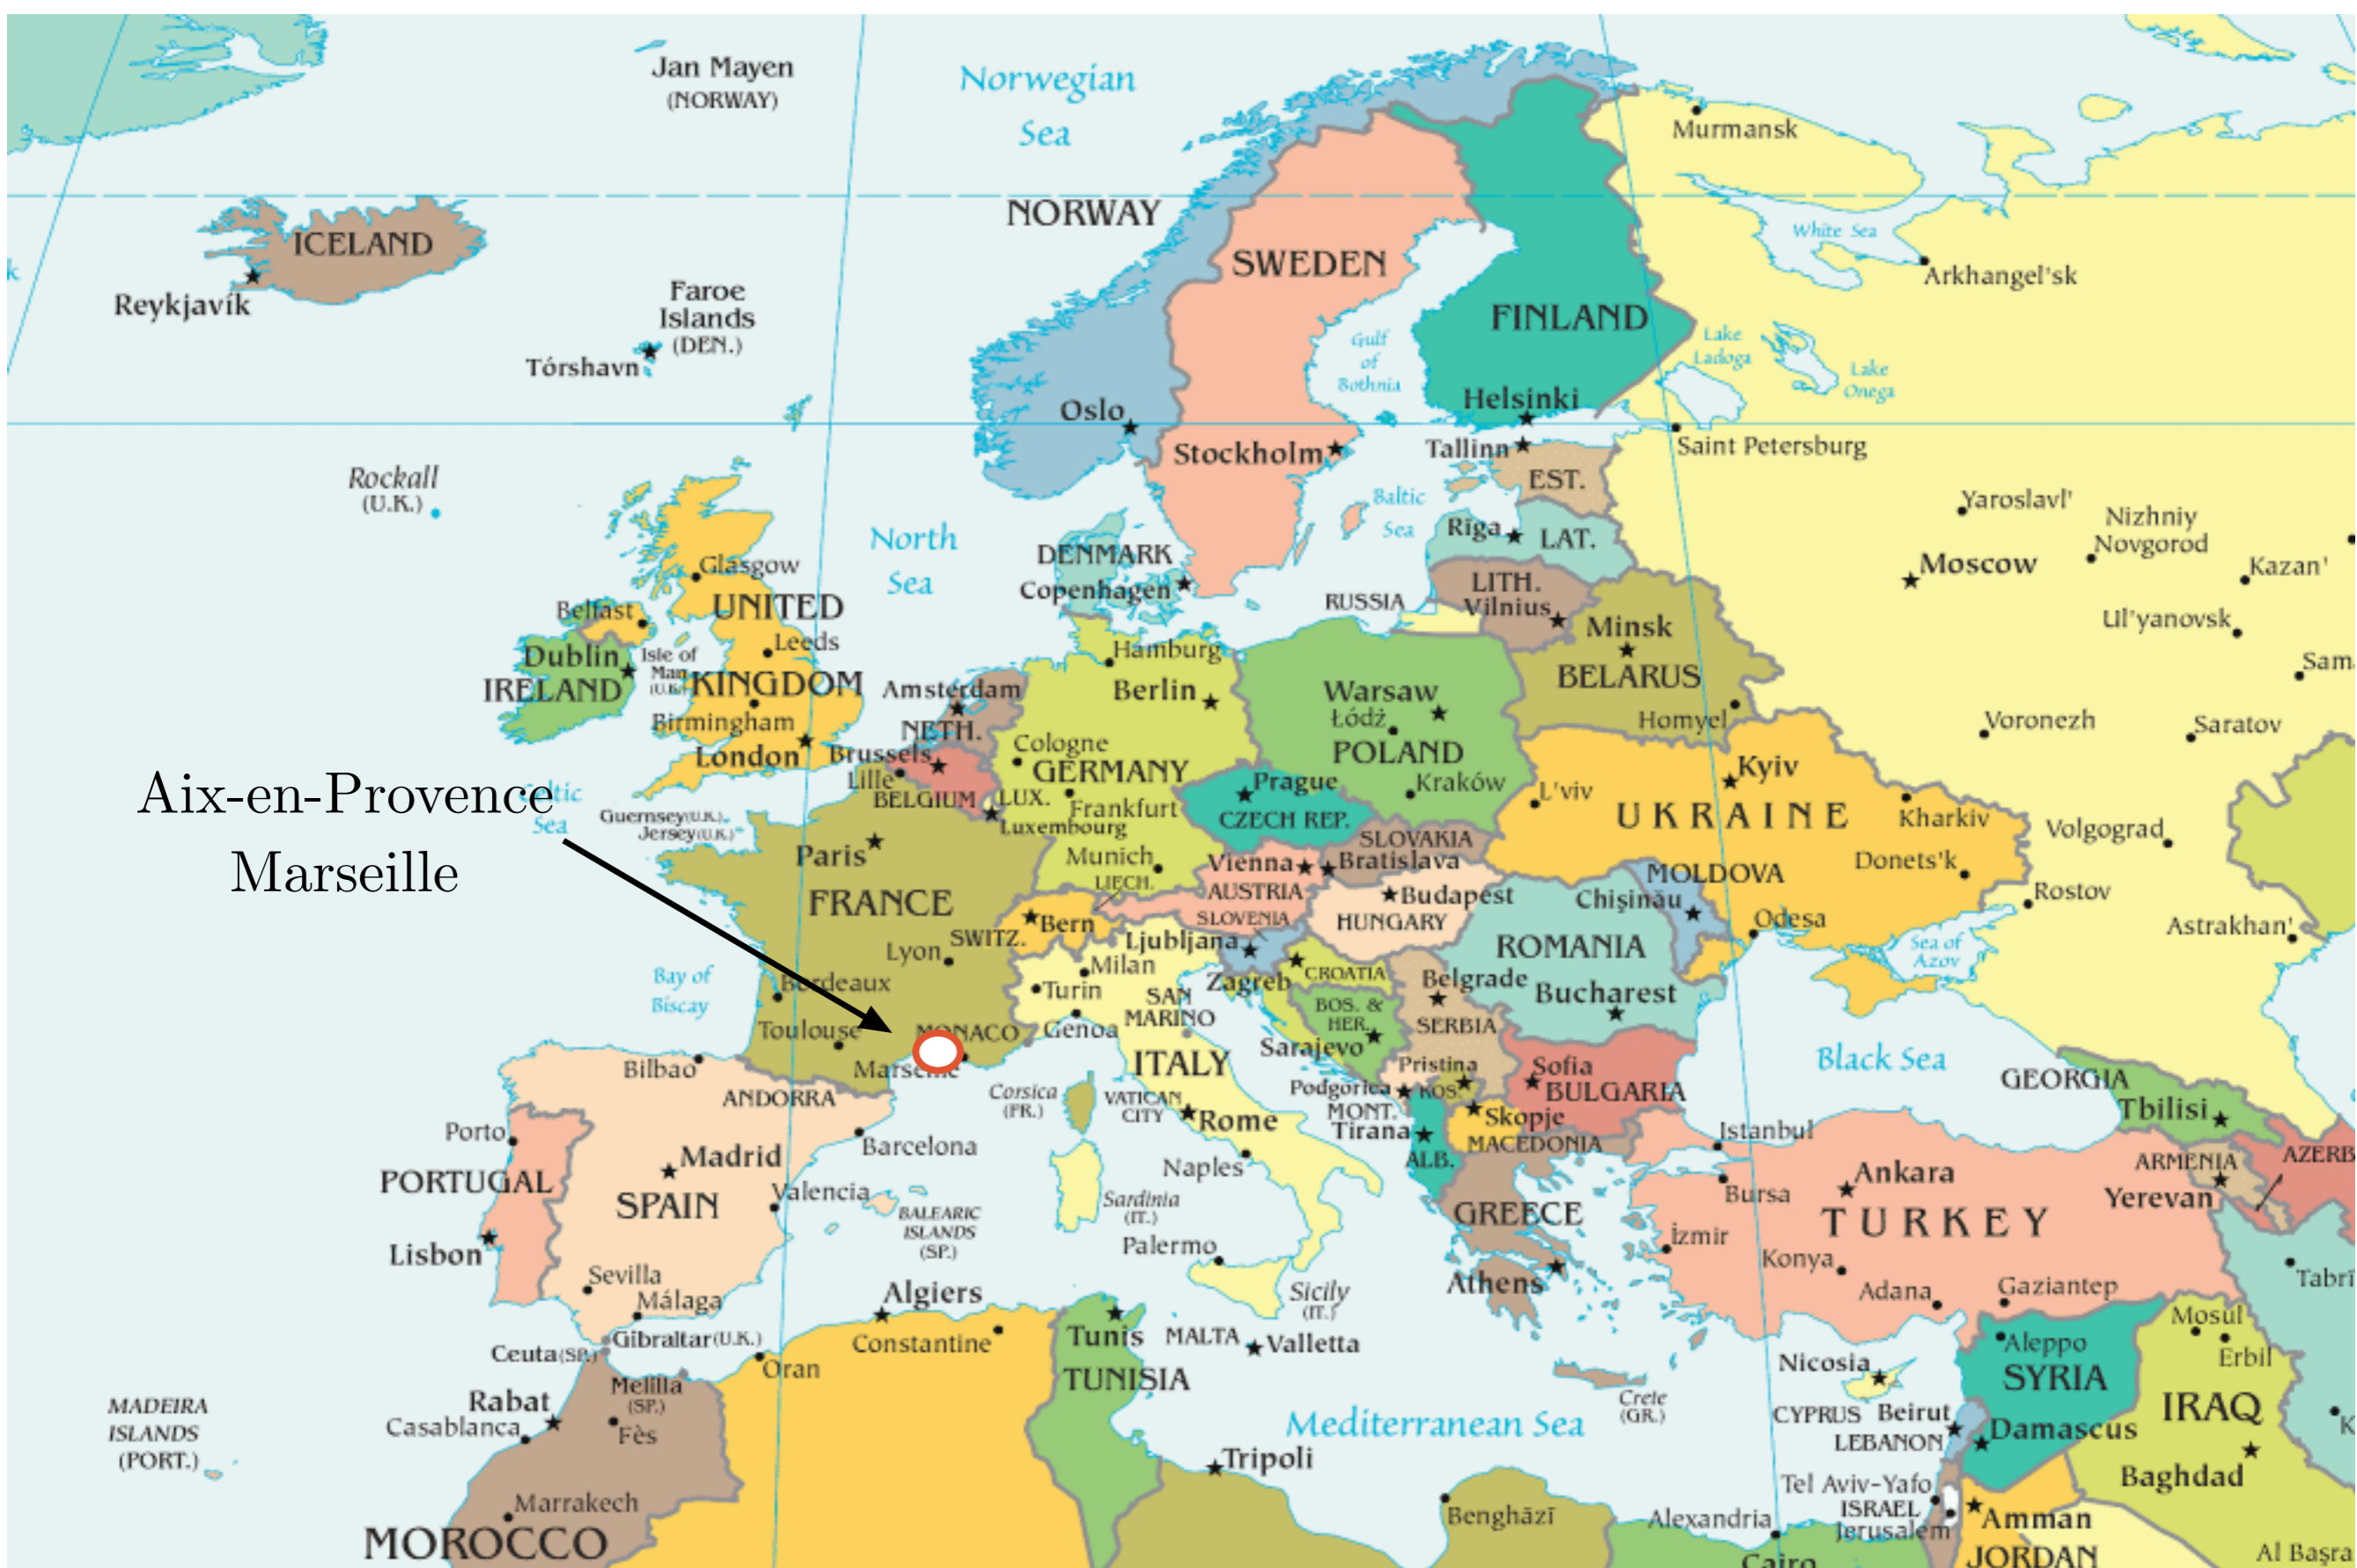 Jan Mayen
(NORWAY)
Norwegian
Sea
Murmansk
NORWAY
White Sea
ICELAND
SWEDEN
Arkhangel'sk
Reykjavík
Faroe
Islands
(DEN.)
Tórshavn
FINLAND
Gulf
of
Bothnia
Lake
Ladoga
Lake
Onega
Oslo
Helsinki
Stockholm
Tallinn
Saint Petersburg
Rockall
(U.K.)
EST.
Baltic
Sea
Yaroslavl'
Nizhniy
Novgorod
North
Sea
Rīga
LAT.
DENMARK
Copenhagen
Moscow
Kazan'
Glasgow
UNITED
KINGDOM
LITH.
Vilnius
RUSSIA
Belfast
Ul'yanovsk
Minsk
BELARUS
Leeds
Dublin
IRELAND
Isle of
Man
(U.K.)
Hamburg
Sam
Amsterdam
NETH.
Berlin
Warsaw
Łódź
POLAND
Homyel
Voronezh
Saratov
Birmingham
London
Brussels
Lille
BELGIUM
Cologne
GERMANY
LUX.
Frankfurt
Luxembourg
Prague
CZECH REP.
Kraków
L'viv
Kyiv
UKRAINE
Kharkiv
Aix-en-Provence
Marseille
Celtic
Sea
Guernsey (U.K.)
Jersey (U.K.)
Volgograd
SLOVAKIA
Paris
Munich
LIECH.
Vienna
Bratislava
AUSTRIA
MOLDOVA
Donets'k
FRANCE
Budapest
HUNGARY
Chişinău
Rostov
Bern
SWITZ.
SLOVENIA
Ljubljana
Odesa
Astrakhan'
Lyon
Milan
Zagreb
CROATIA
ROMANIA
Sea of
Azov
Bay of
Biscay
Bordeaux
Turin
SAN
MARINO
Belgrade
Bucharest
BOS. &
HER.
SERBIA
Toulouse
MONACO
Genoa
Sarajevo
ITALY
Black Sea
Bilbao
Marseille
Pristina
KOS.
Sofia
BULGARIA
GEORGIA
Tbilisi
ANDORRA
Corsica
(FR.)
VATICAN
CITY
Rome
Podgorica
MONT.
Skopje
MACEDONIA
Tirana
ALB.
Porto
Istanbul
Barcelona
AZERB
ARMENIA
Yerevan
Madrid
SPAIN
PORTUGAL
Naples
Ankara
TURKEY
Bursa
Valencia
BALEARIC
ISLANDS
(SP.)
Sardinia
(IT.)
GREECE
İzmir
Lisbon
Palermo
Konya
Sevilla
Málaga
Algiers
Sicily
(IT.)
Athens
Adana
Gaziantep
Tabrī
Gibraltar (U.K.)
Ceuta (SP.)
Constantine
Tunis
TUNISIA
MALTA
Valletta
Mosul
Erbil
Aleppo
SYRIA
Nicosia
CYPRUS
Oran
Melilla
(SP.)
Rabat
Casablanca
Fès
MADEIRA
ISLANDS
(PORT.)
Crete
(GR.)
Mediterranean Sea
Beirut
LEBANON
Damascus
IRAQ
K
Baghdad
Tripoli
Tel Aviv-Yafo
ISRAEL
Jerusalem
Marrakech
MOROCCO
Benghāzī
Alexandria
Cairo
Amman
JORDAN
Al Başra